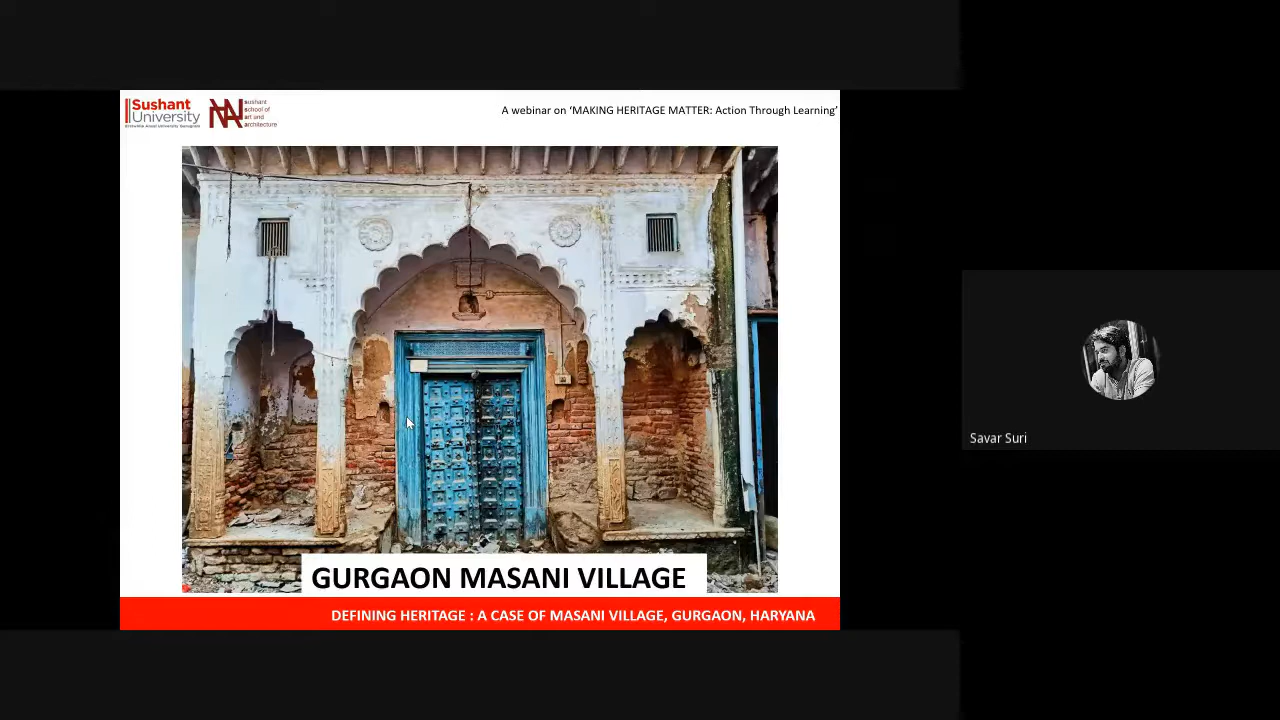 Sushant
University
sushant
school of
art and
architecture
A webinar on ‘MAKING HERITAGE MATTER: Action Through Learning’
GURGAON MASANI VILLAGE
DEFINING HERITAGE : A CASE OF MASANI VILLAGE, GURGAON, HARYANA
Savar Suri